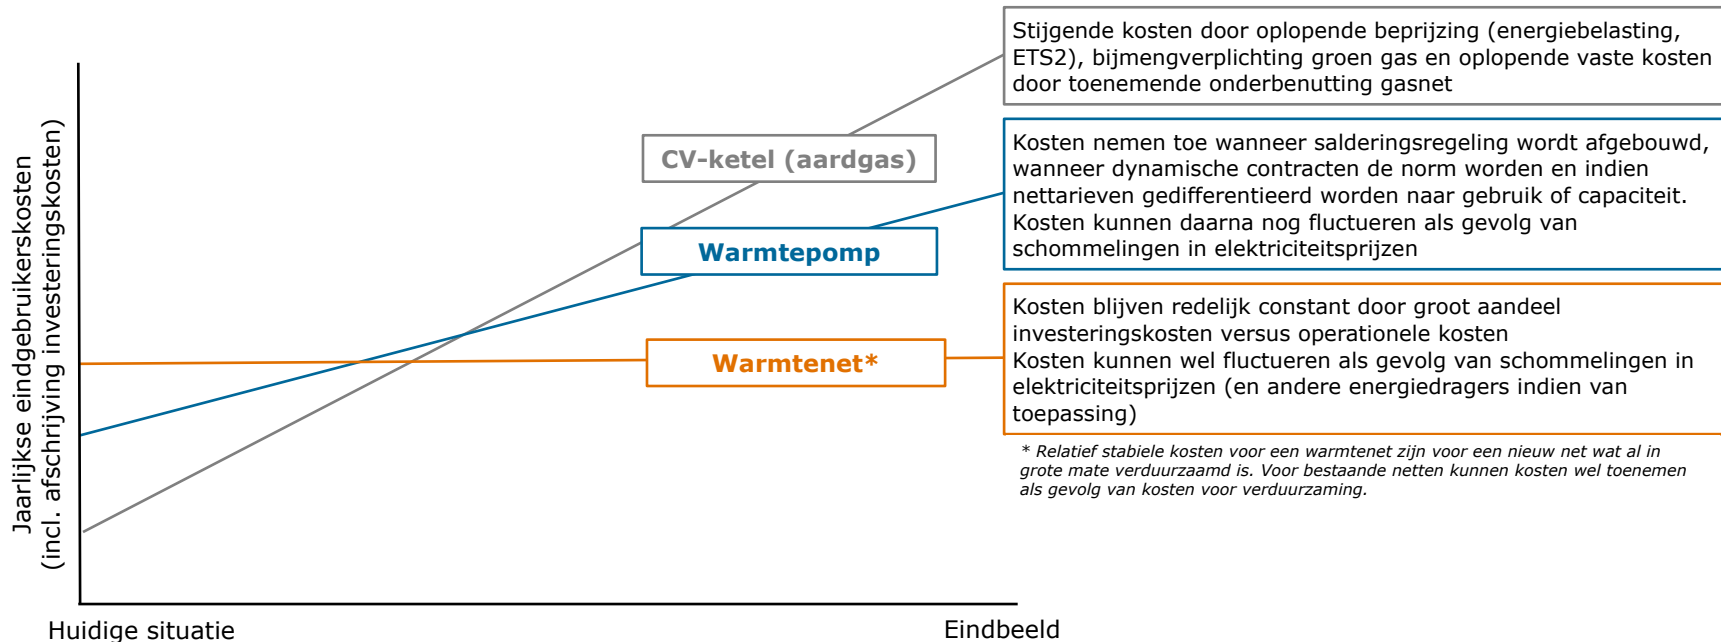 Jaarlijkse eindgebruikerskosten
(incl. afschrijving investeringskosten)
Stijgende kosten door oplopende beprijzing (energiebelasting,
ETS2), bijmengverplichting groen gas en oplopende vaste kosten
door toenemende onderbenutting gasnet
CV-ketel (aardgas)
Kosten nemen toe wanneer salderingsregeling wordt afgebouwd,
wanneer dynamische contracten de norm worden en indien
nettarieven gedifferentieerd worden naar gebruik of capaciteit.
Kosten kunnen daarna nog fluctueren als gevolg van
schommelingen in elektriciteitsprijzen
Warmtepomp
Kosten blijven redelijk constant door groot aandeel
investeringskosten versus operationele kosten
Kosten kunnen wel fluctueren als gevolg van schommelingen in
elektriciteitsprijzen (en andere energiedragers indien van
toepassing)
Warmtenet*
* Relatief stabiele kosten voor een warmtenet zijn voor een nieuw net wat al in
grote mate verduurzaamd is. Voor bestaande netten kunnen kosten wel toenemen
als gevolg van kosten voor verduurzaming.
Huidige situatie
Eindbeeld